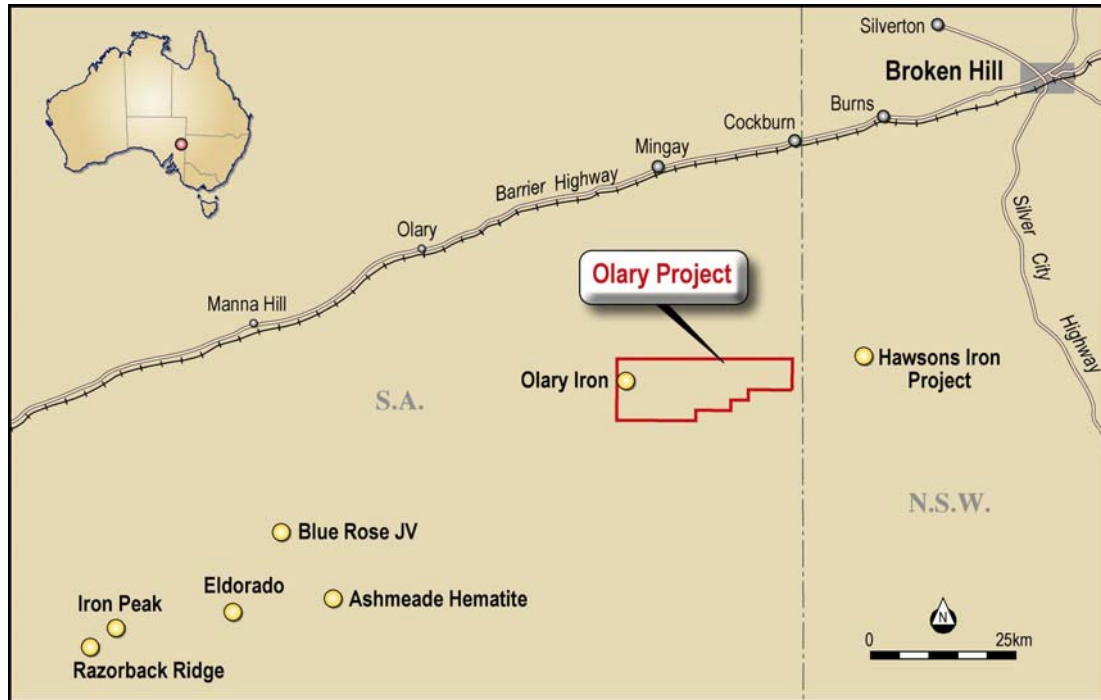 Silverton
Broken Hill
Burns
Cockburn
Mingay
Barrier Highway
Olary
Manna Hill
Silver City Highway
Olary Project
Olary Iron
Hawsons Iron
Project
S.A.
N.S.W.
Blue Rose JV
Eldorado
Ashmeade Hematite
Iron Peak
Razorback Ridge
N
0 25km